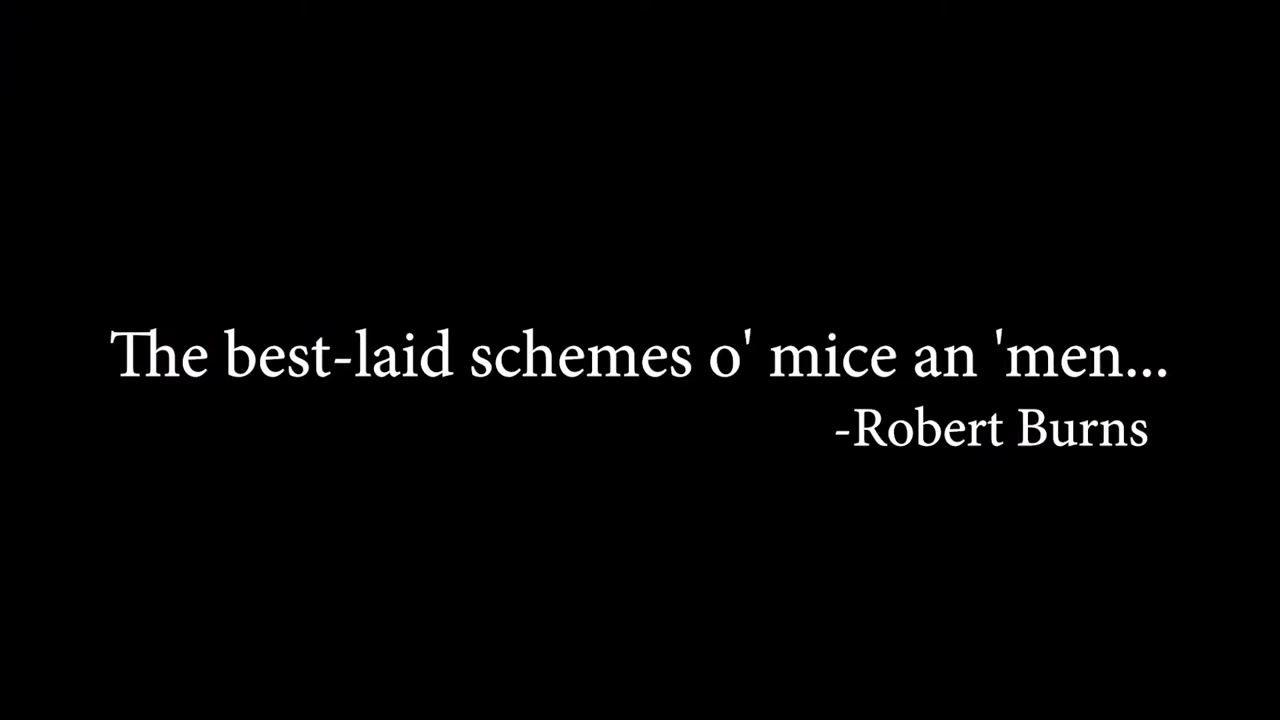 The best-laid schemes o' mice an 'men...
-Robert Burns